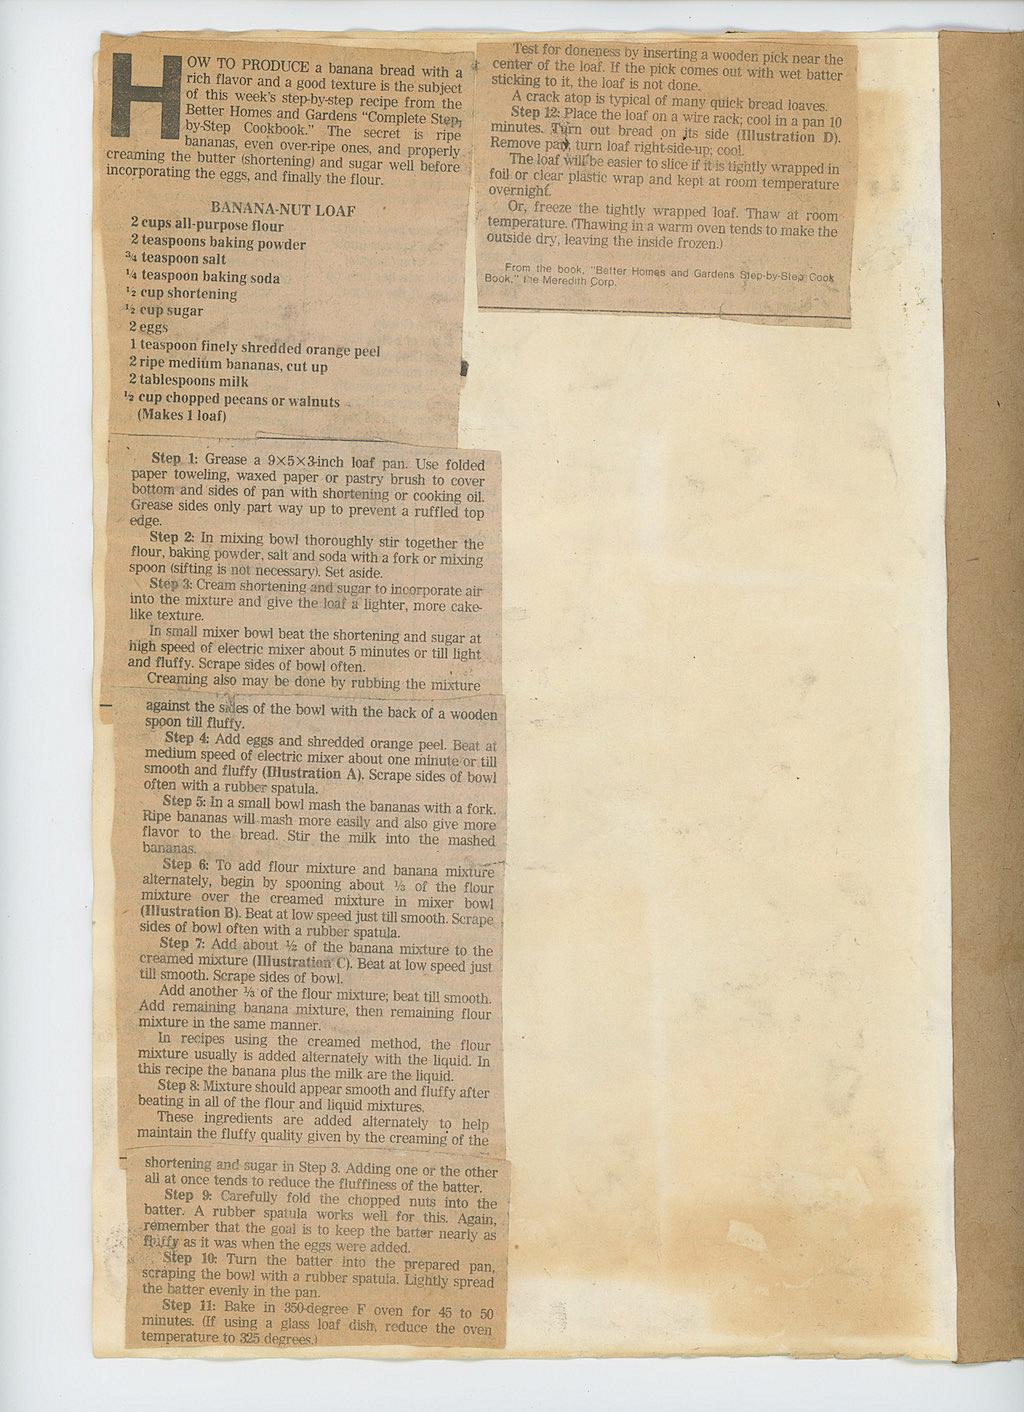 HOW TO PRODUCE a banana bread with a
rich flavor and a good texture is the subject
of this week's step-by-step recipe from the
Better Homes and Gardens "Complete Step-
by-Step Cookbook." The secret is ripe
bananas, even over-ripe ones, and properly
creaming the butter (shortening) and sugar well before
incorporating the eggs, and finally the flour.
BANANA-NUT LOAF
2 cups all-purpose flour
2 teaspoons baking powder
¾ teaspoon salt
¼ teaspoon baking soda
½ cup shortening
½ cup sugar
2 eggs
1 teaspoon finely shredded orange peel
2 ripe medium bananas, cut up
2 tablespoons milk
½ cup chopped pecans or walnuts
(Makes 1 loaf)
Step 1: Grease a 9×5×3-inch loaf pan. Use folded
paper toweling, waxed paper or pastry brush to cover
bottom and sides of pan with shortening or cooking oil.
Grease sides only part way up to prevent a ruffled top
edge.
Step 2: In mixing bowl thoroughly stir together the
flour, baking powder, salt and soda with a fork or mixing
spoon (sifting is not necessary). Set aside.
Step 3: Cream shortening and sugar to incorporate air
into the mixture and give the loaf a lighter, more cake-
like texture.
In small mixer bowl beat the shortening and sugar at
high speed of electric mixer about 5 minutes or till light
and fluffy. Scrape sides of bowl often.
Creaming also may be done by rubbing the mixture
against the sides of the bowl with the back of a wooden
spoon till fluffy.
Step 4: Add eggs and shredded orange peel. Beat at
medium speed of electric mixer about one minute or till
smooth and fluffy (Illustration A). Scrape sides of bowl
often with a rubber spatula.
Step 5: In a small bowl mash the bananas with a fork.
Ripe bananas will mash more easily and also give more
flavor to the bread. Stir the milk into the mashed
bananas.
Step 6: To add flour mixture and banana mixture
alternately, begin by spooning about ⅓ of the flour
mixture over the creamed mixture in mixer bowl
(Illustration B). Beat at low speed just till smooth. Scrape
sides of bowl often with a rubber spatula.
Step 7: Add about ½ of the banana mixture to the
creamed mixture (Illustration C). Beat at low speed just
till smooth. Scrape sides of bowl.
Add another ⅓ of the flour mixture; beat till smooth.
Add remaining banana mixture, then remaining flour
mixture in the same manner.
In recipes using the creamed method, the flour
mixture usually is added alternately with the liquid. In
this recipe the banana plus the milk are the liquid.
Step 8: Mixture should appear smooth and fluffy after
beating in all of the flour and liquid mixtures.
These ingredients are added alternately to help
maintain the fluffy quality given by the creaming of the
shortening and sugar in Step 3. Adding one or the other
all at once tends to reduce the fluffiness of the batter.
Step 9: Carefully fold the chopped nuts into the
batter. A rubber spatula works well for this. Again,
remember that the goal is to keep the batter nearly as
fluffy as it was when the eggs were added.
Step 10: Turn the batter into the prepared pan,
scraping the bowl with a rubber spatula. Lightly spread
the batter evenly in the pan.
Step 11: Bake in 350-degree F oven for 45 to 50
minutes. (If using a glass loaf dish, reduce the oven
temperature to 325 degrees.)
Test for doneness by inserting a wooden pick near the
center of the loaf. If the pick comes out with wet batter
sticking to it, the loaf is not done.
A crack atop is typical of many quick bread loaves.
Step 12: Place the loaf on a wire rack; cool in a pan 10
minutes. Turn out bread on its side (Illustration D).
Remove pan, turn loaf right-side-up; cool.
The loaf will be easier to slice if it is tightly wrapped in
foil or clear plastic wrap and kept at room temperature
overnight.
Or, freeze the tightly wrapped loaf. Thaw at room
temperature. (Thawing in a warm oven tends to make the
outside dry, leaving the inside frozen.)
From the book, "Better Homes and Gardens Step-by-Step Cook
Book," the Meredith Corp.